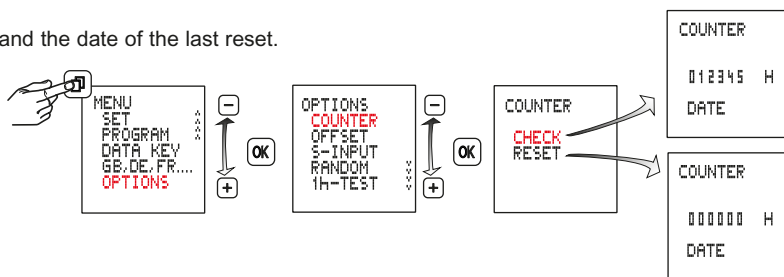 and the date of the last reset.
MENU
SET
PROGRAM
DATA KEY
GB,DE,FR....
OPTIONS
−
OK
+
OPTIONS
COUNTER
OFFSET
S-INPUT
RANDOM
1h-TEST
−
OK
+
COUNTER
CHECK
RESET
COUNTER
012345 H
DATE
COUNTER
000000 H
DATE